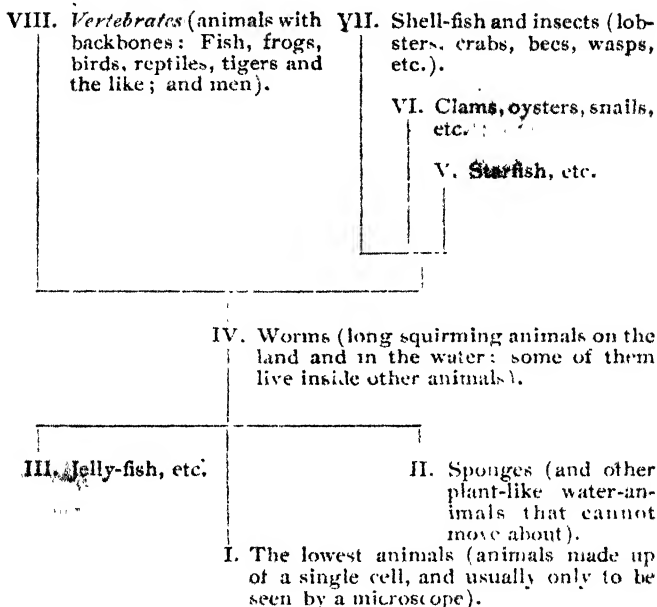 VIII. Vertebrates (animals with
backbones: Fish, frogs,
birds, reptiles, tigers and
the like; and men).
VII. Shell-fish and insects (lob-
sters, crabs, bees, wasps,
etc.).
VI. Clams, oysters, snails,
etc.
V. Starfish, etc.
IV. Worms (long squirming animals on the
land and in the water: some of them
live inside other animals).
III. Jelly-fish, etc.
II. Sponges (and other
plant-like water-an-
imals that cannot
move about).
I. The lowest animals (animals made up
of a single cell, and usually only to be
seen by a microscope).